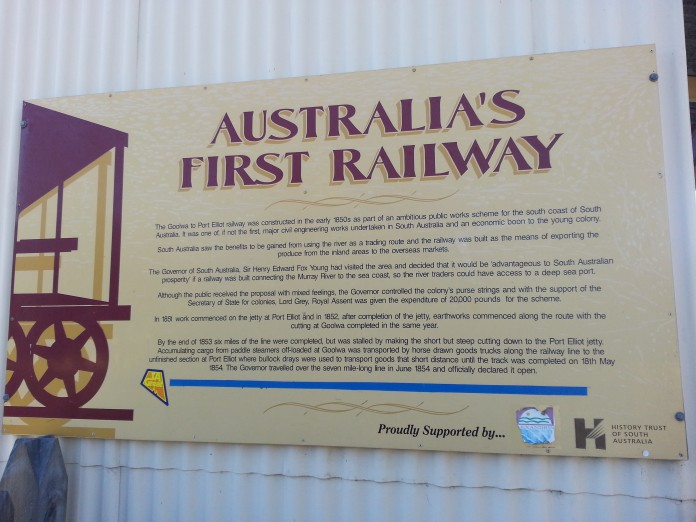 AUSTRALIA'S
FIRST RAILWAY
The Goolwa to Port Elliot railway was constructed in the early 1850s as part of an ambitious public works scheme for the south coast of South
Australia. It was one of, if not the first, major civil engineering works undertaken in South Australia and an economic boon to the young colony.
South Australia saw the benefits to be gained from using the river as a trading route and the railway was built as the means of exporting the
produce from the inland areas to the overseas markets.
The Governor of South Australia, Sir Henry Edward Fox Young had visited the area and decided that it would be 'advantageous to South Australian
prosperity' if a railway was built connecting the Murray River to the sea coast, so the river traders could have access to a deep sea port.
Although the public received the proposal with mixed feelings, the Governor controlled the colony's purse strings and with the support of the
Secretary of State for colonies, Lord Grey, Royal Assent was given the expenditure of 20,000 pounds for the scheme.
In 1851 work commenced on the jetty at Port Elliot and in 1852, after completion of the jetty, earthworks commenced along the route with the
cutting at Goolwa completed in the same year.
By the end of 1853 six miles of the line were completed, but was stalled by making the short but steep cutting down to the Port Elliot jetty.
Accumulating cargo from paddle steamers off-loaded at Goolwa was transported by horse drawn goods trucks along the railway line to the
unfinished section at Port Elliot where bullock drays were used to transport goods that short distance until the track was completed on 18th May
1854. The Governor travelled over the seven mile-long line in June 1854 and officially declared it open.
Proudly Supported by...
HISTORY TRUST
OF SOUTH
AUSTRALIA